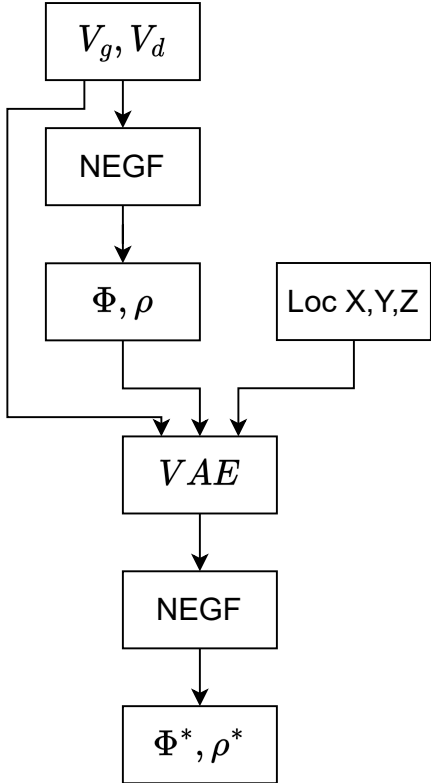 V_g, V_d
NEGF
Φ, ρ
Loc X,Y,Z
VAE
NEGF
Φ*, ρ*